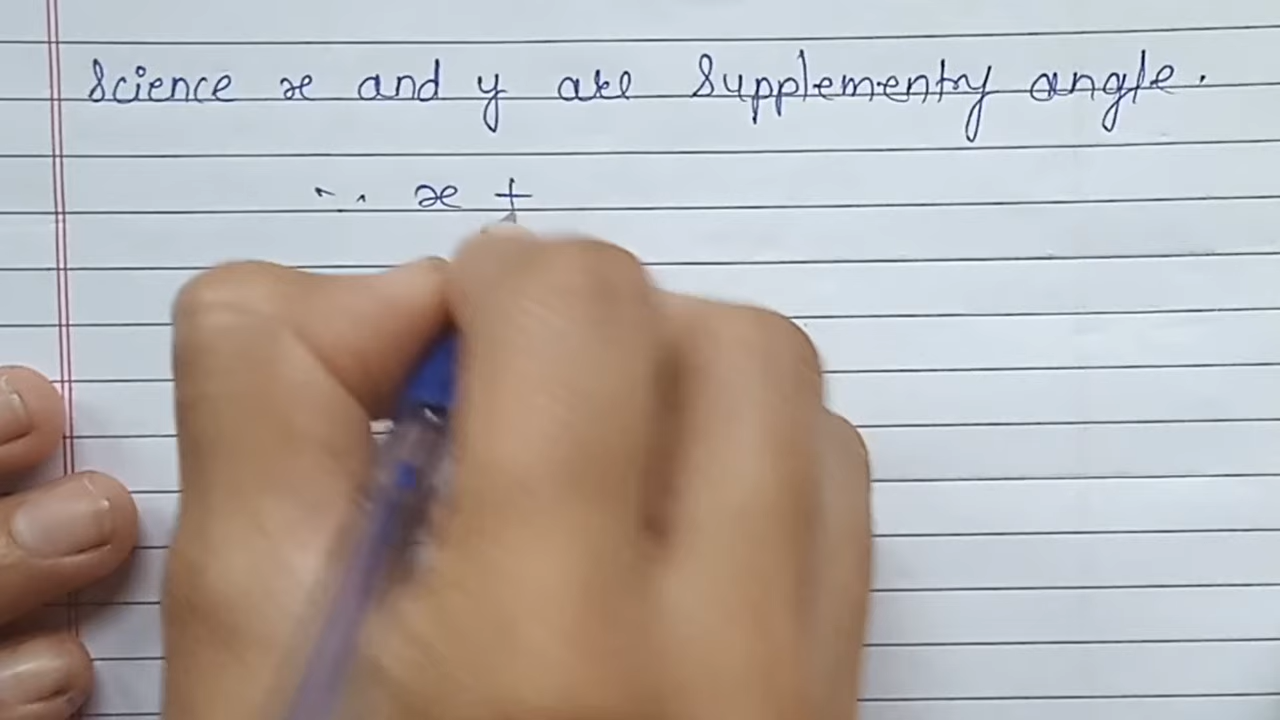 Science x and y are Supplementry angle.
∴ x +